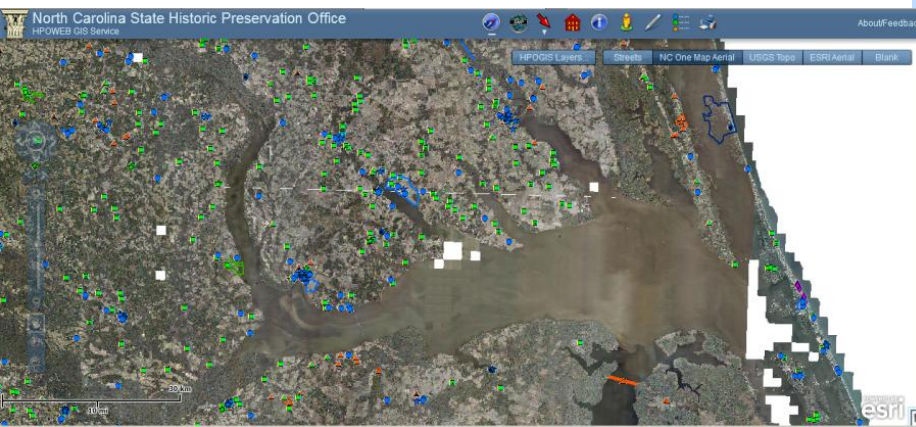 North Carolina State Historic Preservation Office
HPOWEB GIS Service
About/Feedbac
HPOGIS Layers...
Streets
NC One Map Aerial
USGS Topo
ESRI Aerial
Blank
30 km
10 mi
esri